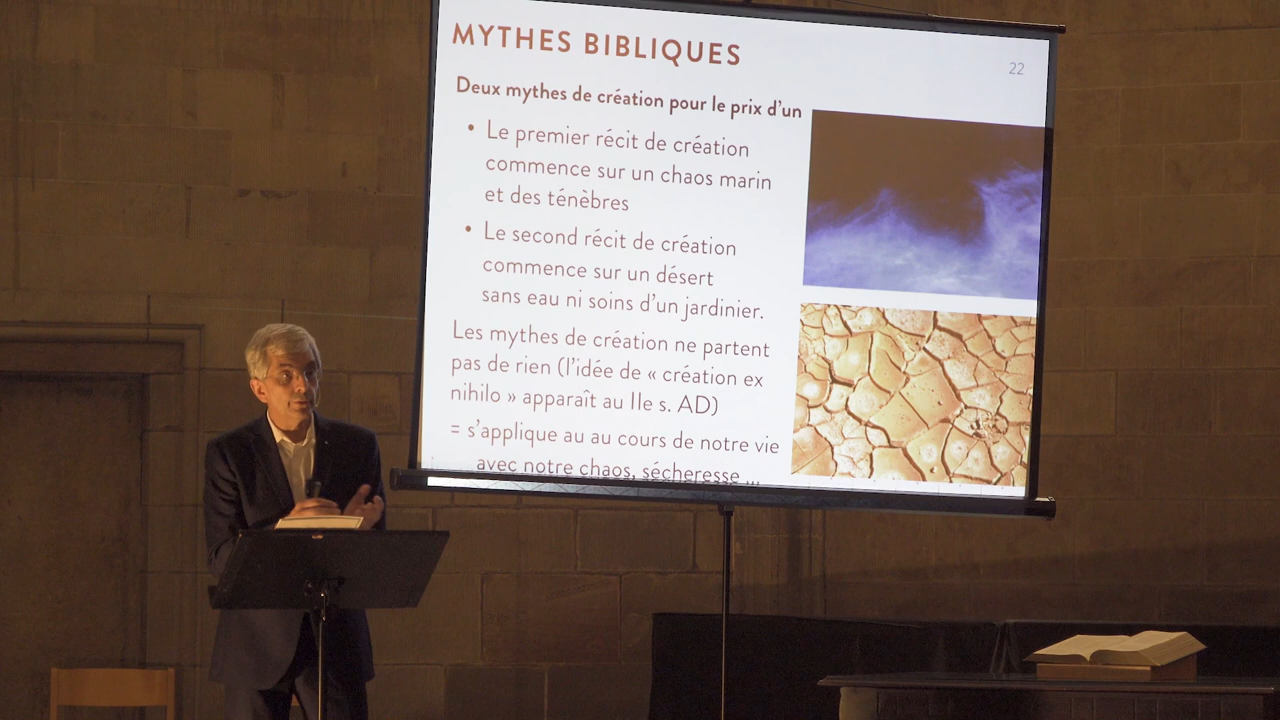 MYTHES BIBLIQUES
22
Deux mythes de création pour le prix d'un
• Le premier récit de création
commence sur un chaos marin
et des ténèbres
• Le second récit de création
commence sur un désert
sans eau ni soins d'un jardinier.
Les mythes de création ne partent
pas de rien (l'idée de « création ex
nihilo » apparaît au IIe s. AD)
= s'applique au au cours de notre vie
avec notre chaos, sécheresse ...